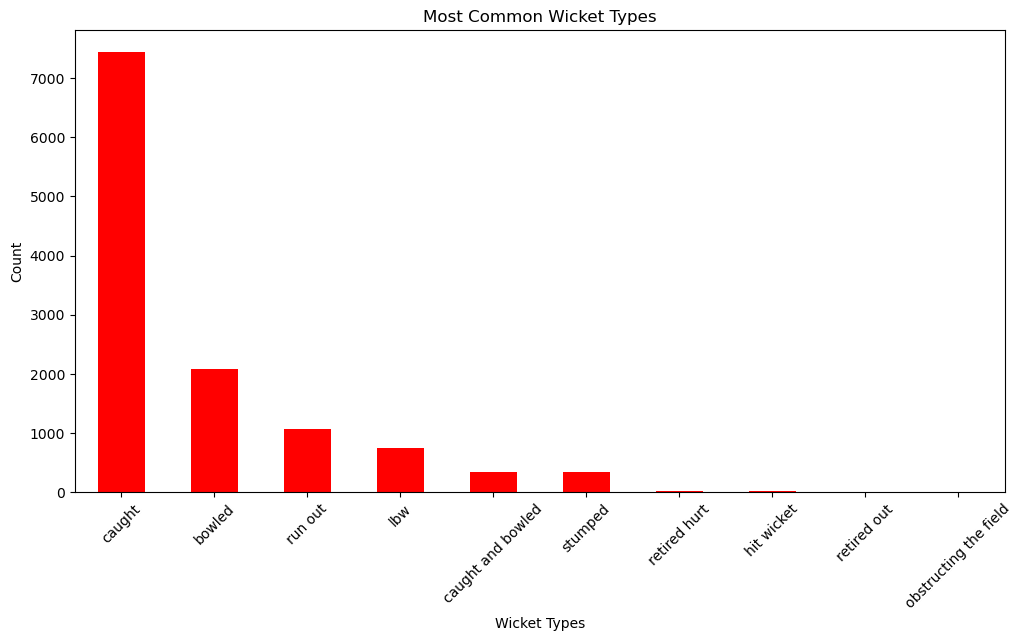 Most Common Wicket Types
7000
6000
5000
4000
3000
2000
1000
0
Count
caught
bowled
run out
lbw
caught and bowled
stumped
retired hurt
hit wicket
retired out
obstructing the field
Wicket Types